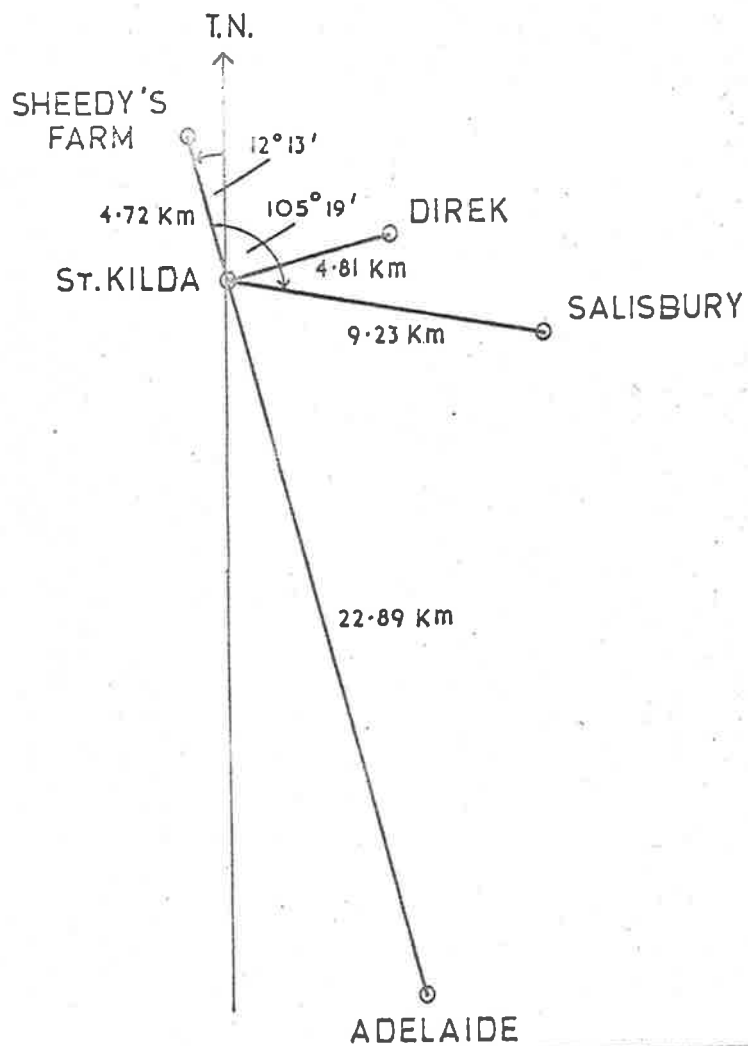 T.N.
SHEEDY'S
FARM
12° 13'
105° 19'
4·72 Km
DIREK
ST. KILDA
4·81 Km
SALISBURY
9·23 Km
22·89 Km
ADELAIDE